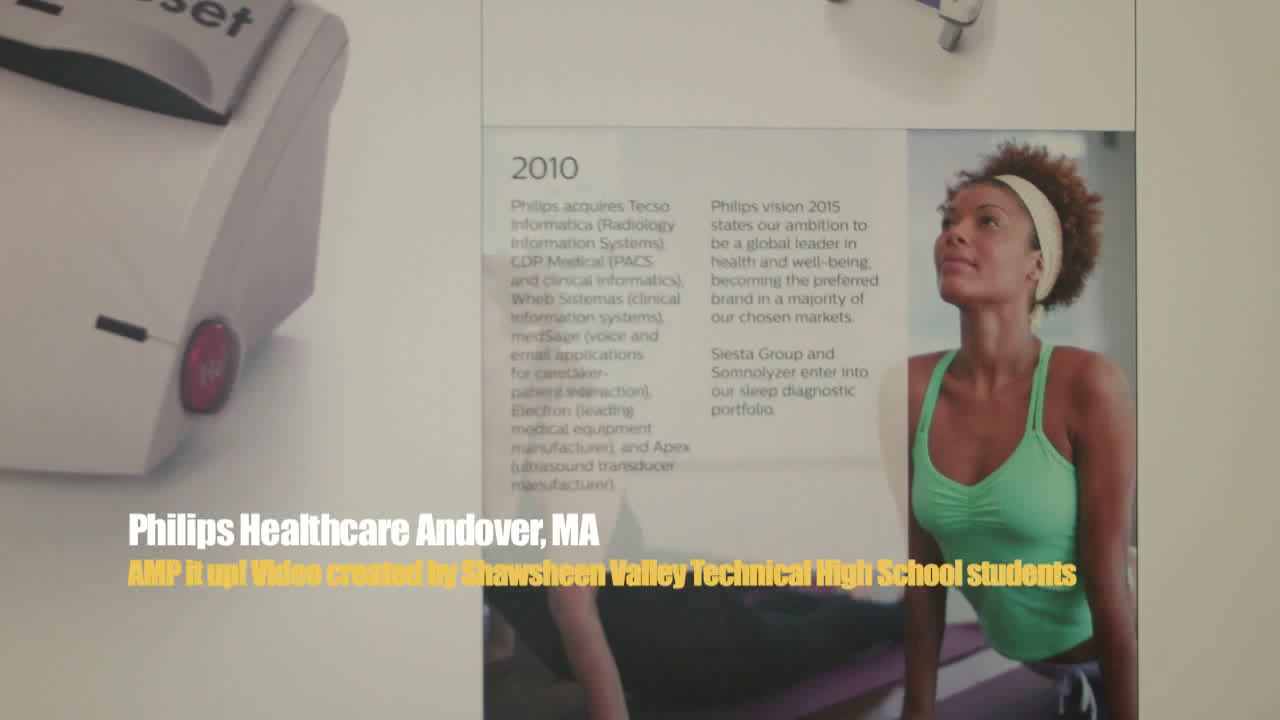 2010
Philips acquires Tecso
Informatica (Radiology
Information Systems),
CDP Medical (PACS
and clinical informatics),
Wheb Sistemas (clinical
information systems),
medSage (voice and
email applications
for caretaker-
patient interaction),
Electron (leading
medical equipment
manufacturer), and Apex
(ultrasound transducer
manufacturer).
Philips vision 2015
states our ambition to
be a global leader in
health and well-being,
becoming the preferred
brand in a majority of
our chosen markets.
Siesta Group and
Somnolyzer enter into
our sleep diagnostic
portfolio.
Philips Healthcare Andover, MA
AMP it up! Video created by Shawsheen Valley Technical High School students